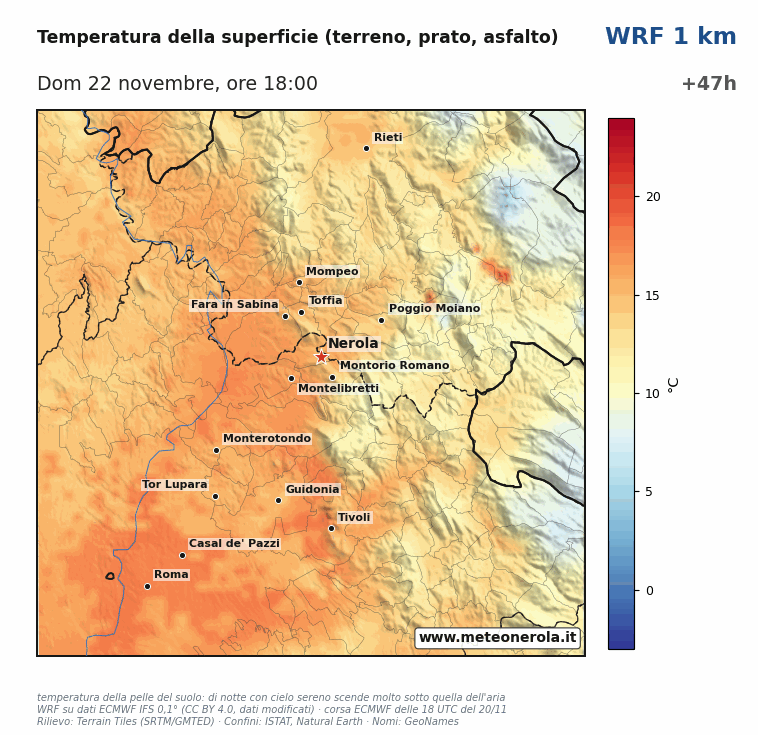 Temperatura della superficie (terreno, prato, asfalto)
WRF 1 km
Dom 22 novembre, ore 18:00
+47h
Rieti
Mompeo
Fara in Sabina
Toffia
Poggio Moiano
Nerola
Montorio Romano
Montelibretti
Monterotondo
Tor Lupara
Guidonia
Tivoli
Casal de' Pazzi
Roma
www.meteonerola.it
20
15
10
5
0
°C
temperatura della pelle del suolo: di notte con cielo sereno scende molto sotto quella dell'aria
WRF su dati ECMWF IFS 0,1° (CC BY 4.0, dati modificati) · corsa ECMWF delle 18 UTC del 20/11
Rilievo: Terrain Tiles (SRTM/GMTED) · Confini: ISTAT, Natural Earth · Nomi: GeoNames